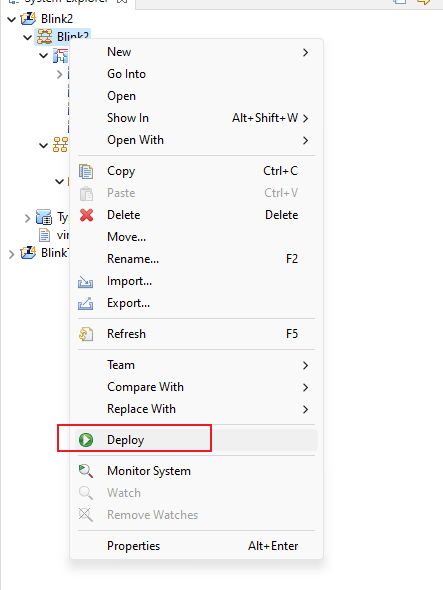 System Explorer
Blink2
Blink2
New
Go Into
Open
Show In Alt+Shift+W
Open With
Copy Ctrl+C
Paste Ctrl+V
Delete Delete
Move...
Rename... F2
Import...
Export...
Refresh F5
Team
Compare With
Replace With
Deploy
Monitor System
Watch
Remove Watches
Properties Alt+Enter
Ty
vir
Blink